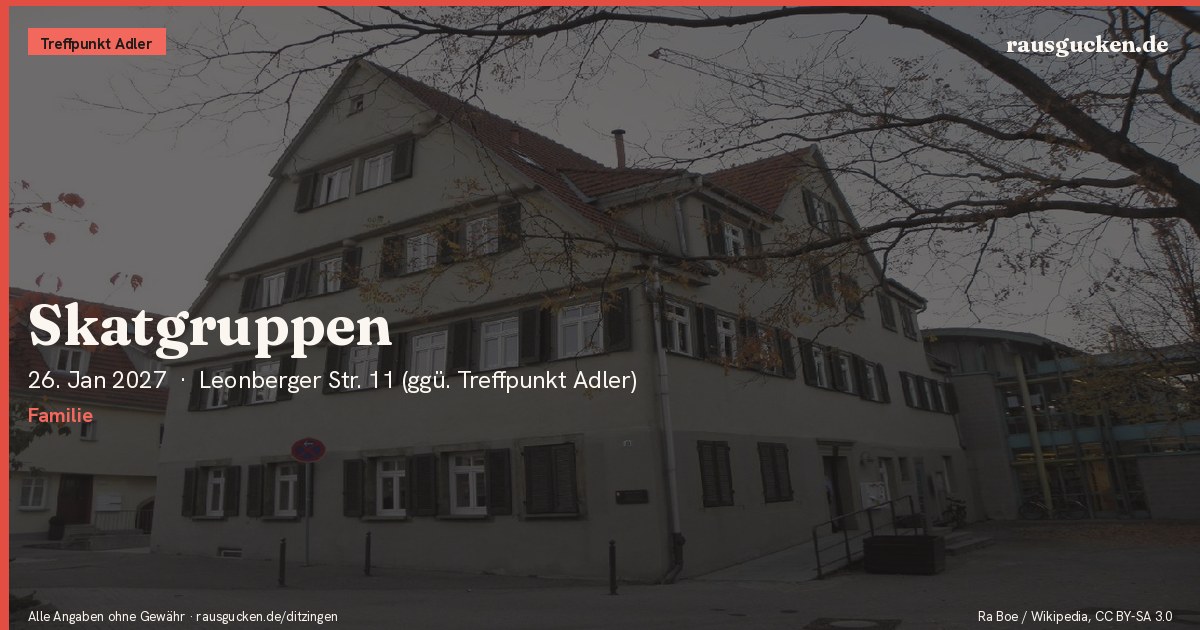 Treffpunkt Adler
rausgucken.de
Skatgruppen
26. Jan 2027 · Leonberger Str. 11 (ggü. Treffpunkt Adler)
Familie
Alle Angaben ohne Gewähr · rausgucken.de/ditzingen
Ra Boe / Wikipedia, CC BY-SA 3.0